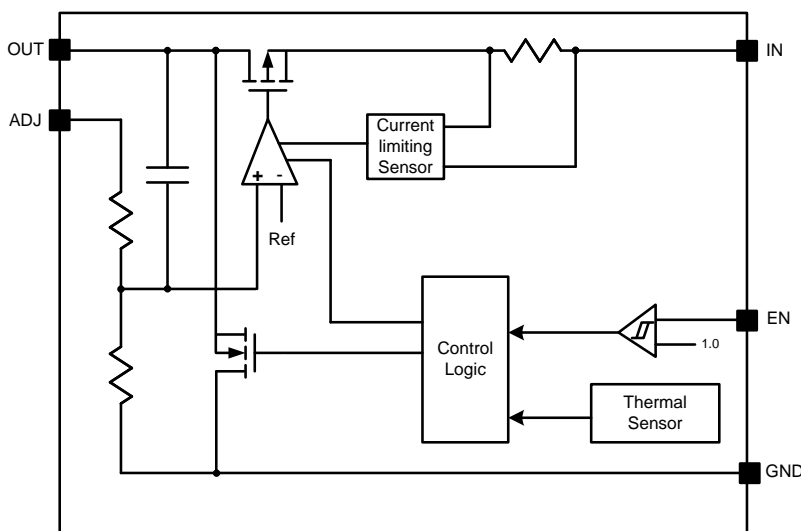 OUT
IN
ADJ
Current
limiting
Sensor
+ -
Ref
EN
1.0
Control
Logic
Thermal
Sensor
GND